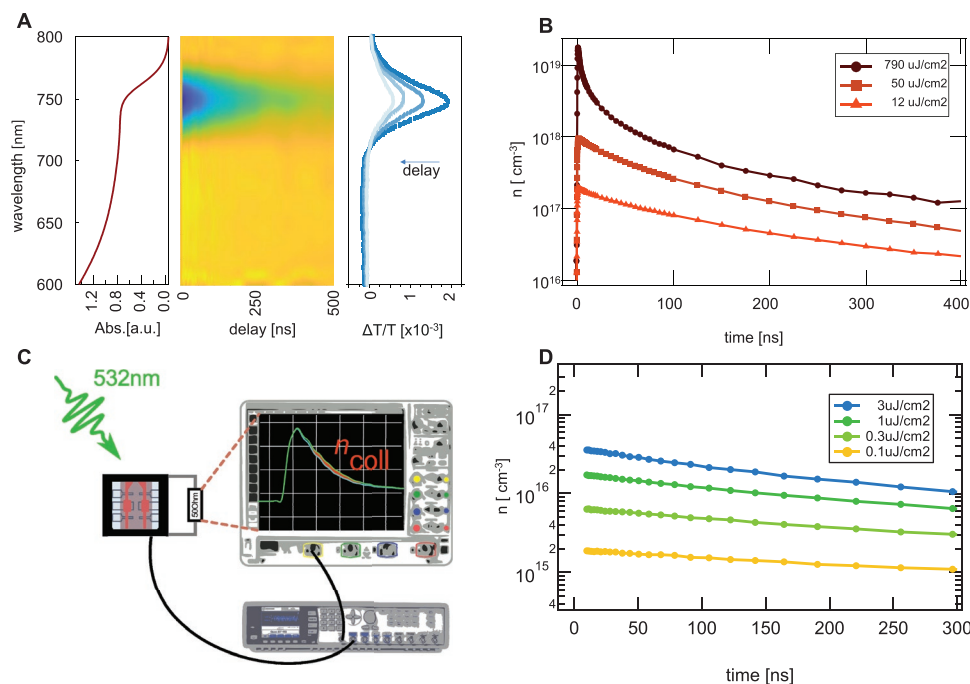 A
800
750
700
650
600
wavelength [nm]
1.2
0.8
0.4
0.0
Abs.[a.u.]
0
250
500
delay [ns]
delay
0
1
2
ΔT/T [x10⁻³]
B
790 uJ/cm2
50 uJ/cm2
12 uJ/cm2
10¹⁹
10¹⁸
10¹⁷
10¹⁶
n [ cm⁻³]
0
100
200
300
400
time [ns]
C
532nm
50Ohm
n coll
D
3uJ/cm2
1uJ/cm2
0.3uJ/cm2
0.1uJ/cm2
2
10¹⁷
4
2
10¹⁶
4
2
10¹⁵
4
n [cm⁻³]
0
50
100
150
200
250
300
time [ns]